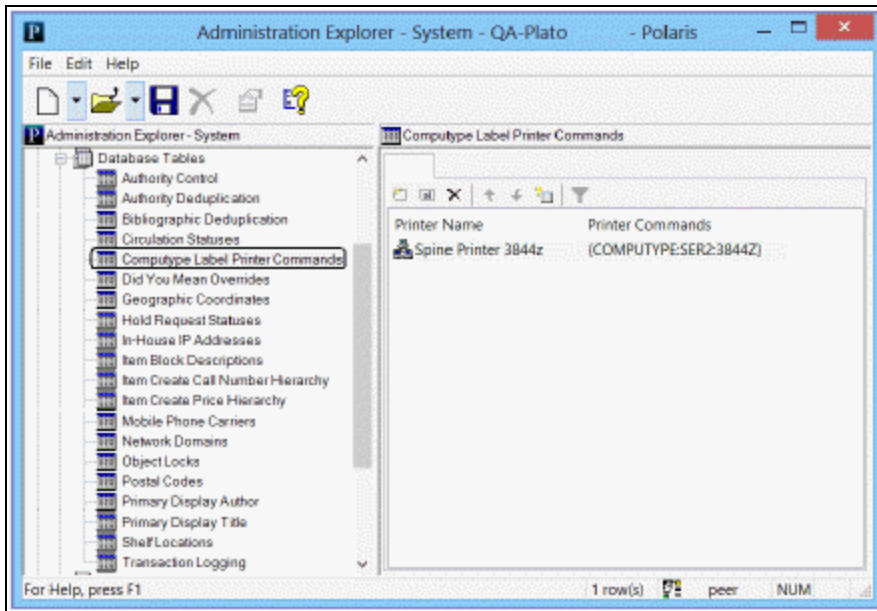 Administration Explorer - System - QA-Plato - Polaris
File Edit Help
Administration Explorer - System
Computype Label Printer Commands
Database Tables
Authority Control
Authority Deduplication
Bibliographic Deduplication
Circulation Statuses
Computype Label Printer Commands
Did You Mean Overrides
Geographic Coordinates
Hold Request Statuses
In-House IP Addresses
Item Block Descriptions
Item Create Call Number Hierarchy
Item Create Price Hierarchy
Mobile Phone Carriers
Network Domains
Object Locks
Postal Codes
Primary Display Author
Primary Display Title
Shelf Locations
Transaction Logging
Printer Name Printer Commands
Spine Printer 3844z (COMPUTYPE:SER2:3844Z)
For Help, press F1 1 row(s) peer NUM